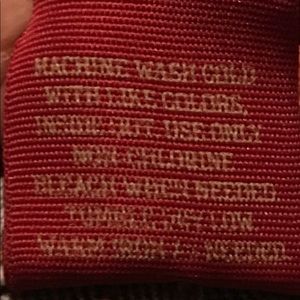 MACHINE WASH COLD
WITH LIKE COLORS,
INSIDE OUT. USE ONLY
NON-CHLORINE
BLEACH WHEN NEEDED.
TUMBLE DRY LOW
WARM IRON NEEDED